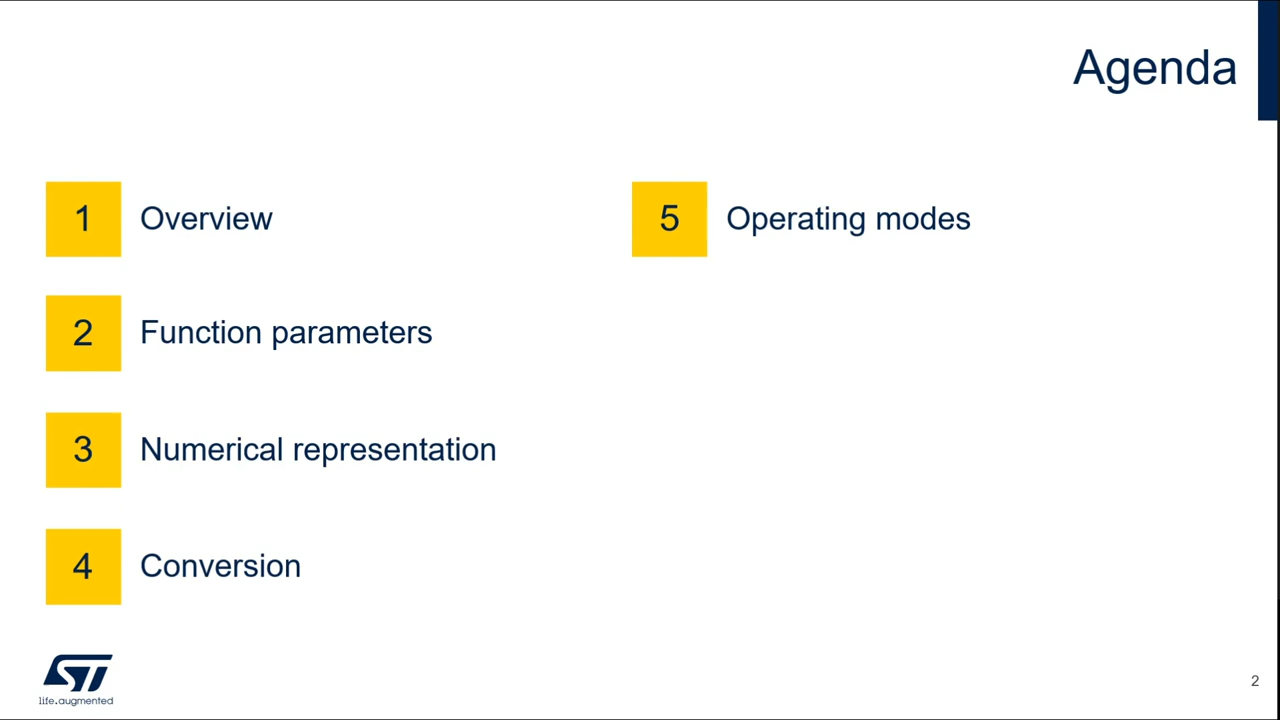 Agenda
1 Overview
2 Function parameters
3 Numerical representation
4 Conversion
5 Operating modes
ST
life.augmented
2